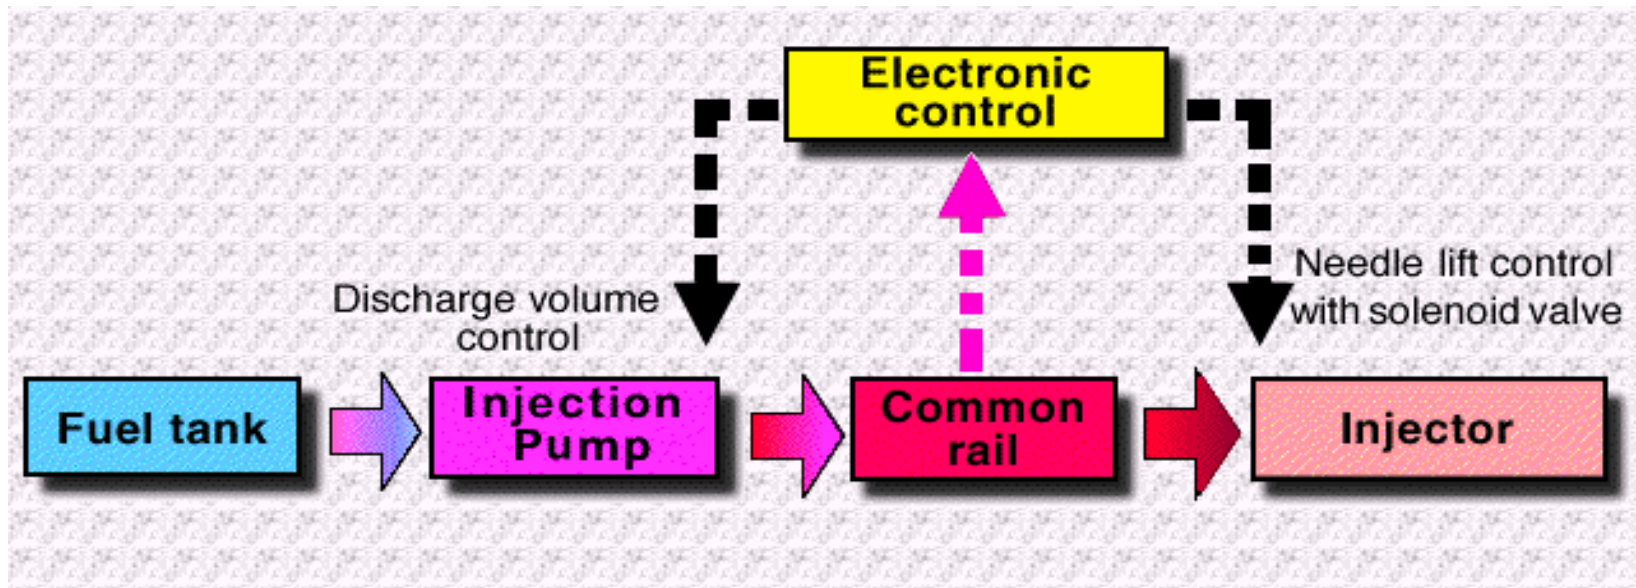 Electronic
control
Discharge volume
control
Needle lift control
with solenoid valve
Fuel tank
Injection
Pump
Common
rail
Injector